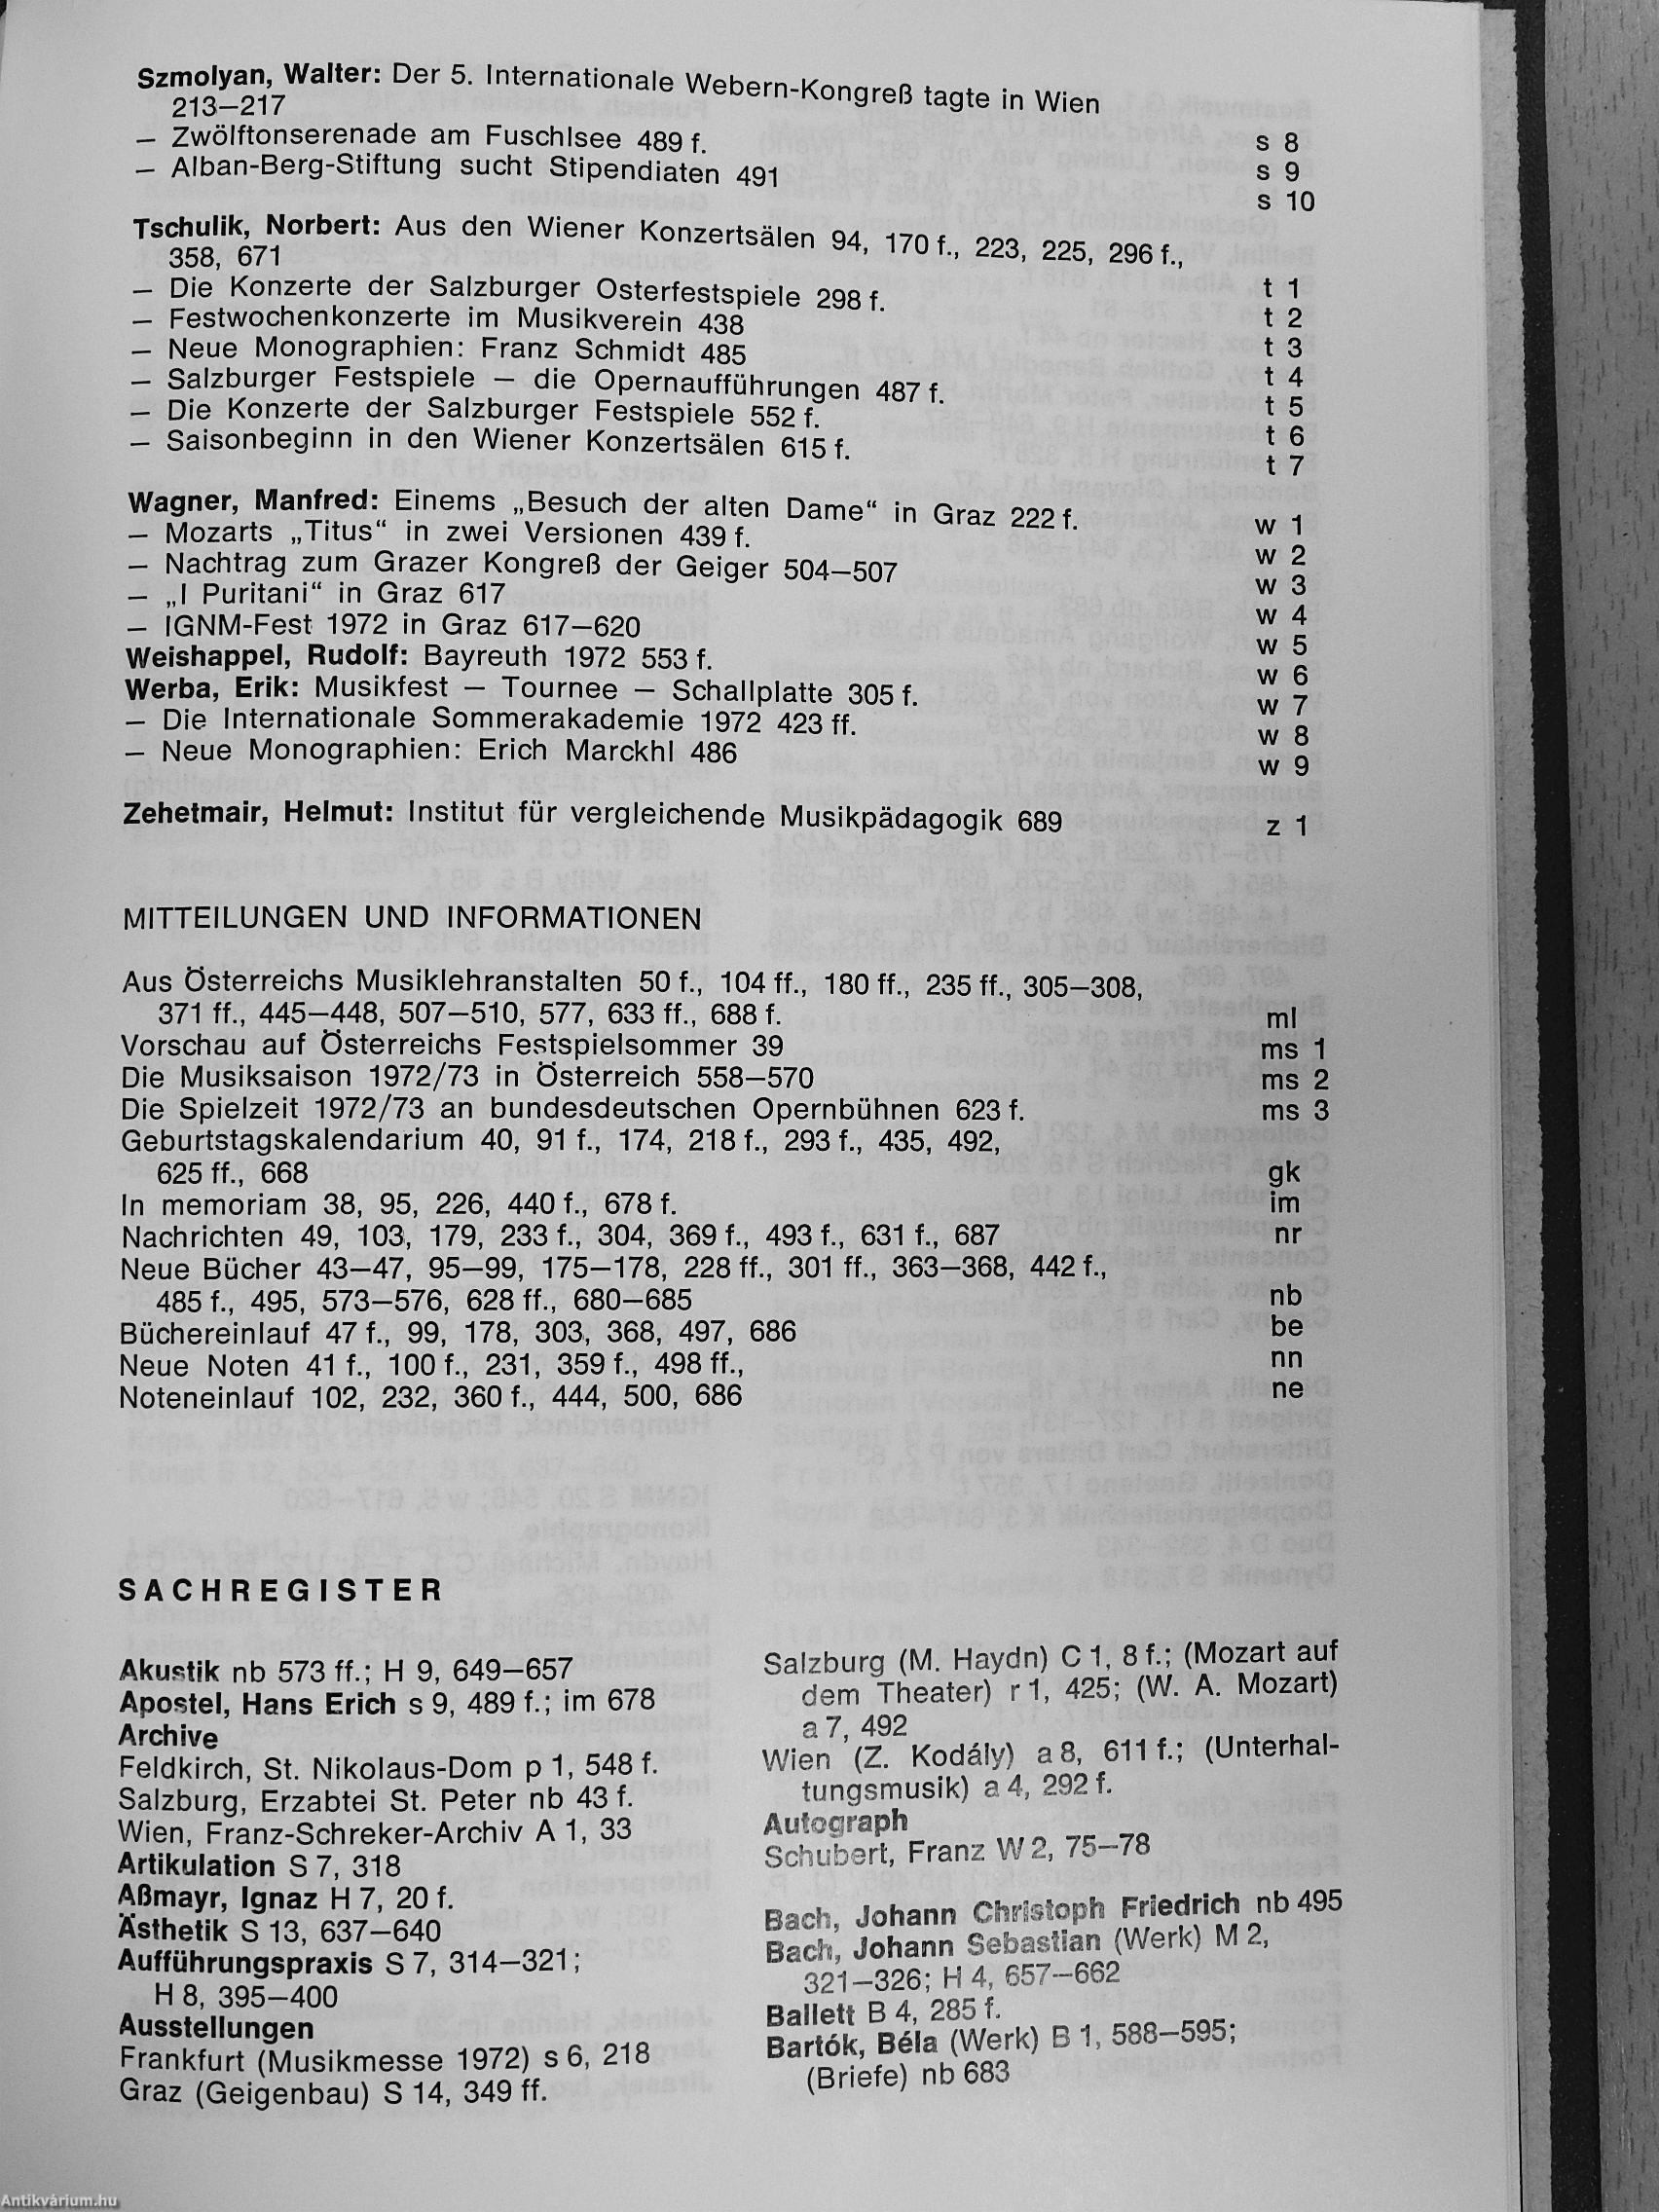 Szmolyan, Walter: Der 5. Internationale Webern-Kongreß tagte in Wien
213—217 s 8
— Zwölftonserenade am Fuschlsee 489 f. s 9
— Alban-Berg-Stiftung sucht Stipendiaten 491 s 10
Tschulik, Norbert: Aus den Wiener Konzertsälen 94, 170 f., 223, 225, 296 f.,
358, 671 t 1
— Die Konzerte der Salzburger Osterfestspiele 298 f. t 2
— Festwochenkonzerte im Musikverein 438 t 3
— Neue Monographien: Franz Schmidt 485 t 4
— Salzburger Festspiele — die Opernaufführungen 487 f. t 5
— Die Konzerte der Salzburger Festspiele 552 f. t 6
— Saisonbeginn in den Wiener Konzertsälen 615 f. t 7
Wagner, Manfred: Einems „Besuch der alten Dame“ in Graz 222 f. w 1
— Mozarts „Titus“ in zwei Versionen 439 f. w 2
— Nachtrag zum Grazer Kongreß der Geiger 504—507 w 3
— „I Puritani“ in Graz 617 w 4
— IGNM-Fest 1972 in Graz 617—620 w 5
Weishappel, Rudolf: Bayreuth 1972 553 f. w 6
Werba, Erik: Musikfest — Tournee — Schallplatte 305 f. w 7
— Die Internationale Sommerakademie 1972 423 ff. w 8
— Neue Monographien: Erich Marckhl 486 w 9
Zehetmair, Helmut: Institut für vergleichende Musikpädagogik 689 z 1
MITTEILUNGEN UND INFORMATIONEN
Aus Österreichs Musiklehranstalten 50 f., 104 ff., 180 ff., 235 ff., 305—308,
371 ff., 445—448, 507—510, 577, 633 ff., 688 f. ml
Vorschau auf Österreichs Festspielsommer 39 ms 1
Die Musiksaison 1972/73 in Österreich 558—570 ms 2
Die Spielzeit 1972/73 an bundesdeutschen Opernbühnen 623 f. ms 3
Geburtstagskalendarium 40, 91 f., 174, 218 f., 293 f., 435, 492,
625 ff., 668 gk
In memoriam 38, 95, 226, 440 f., 678 f. im
Nachrichten 49, 103, 179, 233 f., 304, 369 f., 493 f., 631 f., 687 nr
Neue Bücher 43—47, 95—99, 175—178, 228 ff., 301 ff., 363—368, 442 f.,
485 f., 495, 573—576, 628 ff., 680—685 nb
Büchereinlauf 47 f., 99, 178, 303, 368, 497, 686 be
Neue Noten 41 f., 100 f., 231, 359 f., 498 ff., nn
Noteneinlauf 102, 232, 360 f., 444, 500, 686 ne
SACHREGISTER
Akustik nb 573 ff.; H 9, 649—657
Apostel, Hans Erich s 9, 489 f.; im 678
Archive
Feldkirch, St. Nikolaus-Dom p 1, 548 f.
Salzburg, Erzabtei St. Peter nb 43 f.
Wien, Franz-Schreker-Archiv A 1, 33
Artikulation S 7, 318
Aßmayr, Ignaz H 7, 20 f.
Ästhetik S 13, 637—640
Aufführungspraxis S 7, 314—321;
H 8, 395—400
Ausstellungen
Frankfurt (Musikmesse 1972) s 6, 218
Graz (Geigenbau) S 14, 349 ff.
Salzburg (M. Haydn) C 1, 8 f.; (Mozart auf
dem Theater) r 1, 425; (W. A. Mozart)
a 7, 492
Wien (Z. Kodály) a 8, 611 f.; (Unterhal-
tungsmusik) a 4, 292 f.
Autograph
Schubert, Franz W 2, 75—78
Bach, Johann Christoph Friedrich nb 495
Bach, Johann Sebastian (Werk) M 2,
321—326; H 4, 657—662
Ballett B 4, 285 f.
Bartók, Béla (Werk) B 1, 588—595;
(Briefe) nb 683
Antikvárium.hu